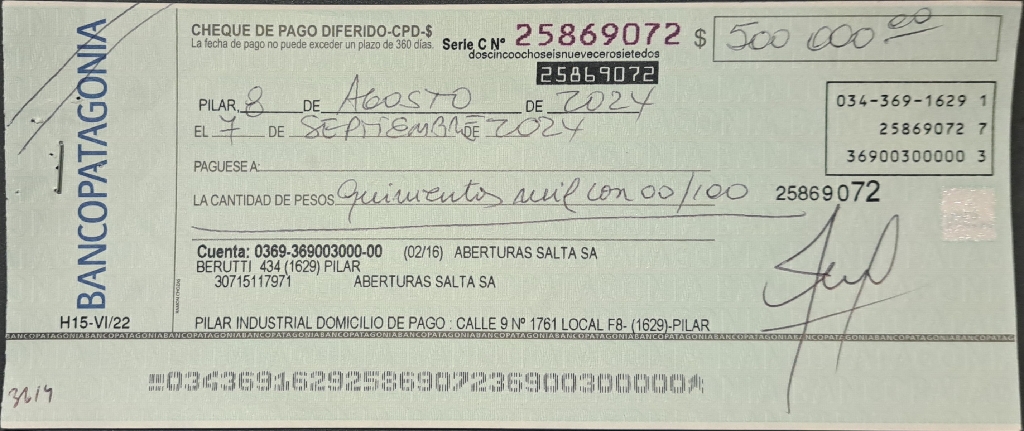 BANCOPATAGONIA
H15-VI/22
CHEQUE DE PAGO DIFERIDO-CPD-$
La fecha de pago no puede exceder un plazo de 360 días.
Serie C Nº 25869072 $ 500 000 00
doscincoochoseisnuevecerosietedos
25869072
PILAR, 8 DE AGOSTO DE 2024
EL 7 DE SEPTIEMBRE DE 2024
034-369-1629 1
25869072 7
36900300000 3
PAGUESE A:
LA CANTIDAD DE PESOS Quinientos mil con 00/100
25869072
Cuenta: 0369-369003000-00 (02/16) ABERTURAS SALTA SA
BERUTTI 434 (1629) PILAR
30715117971 ABERTURAS SALTA SA
PILAR INDUSTRIAL DOMICILIO DE PAGO : CALLE 9 Nº 1761 LOCAL F8- (1629)-PILAR
BANCOPATAGONIABANCOPATAGONIABANCOPATAGONIABANCOPATAGONIA
03436916292586907236900300000